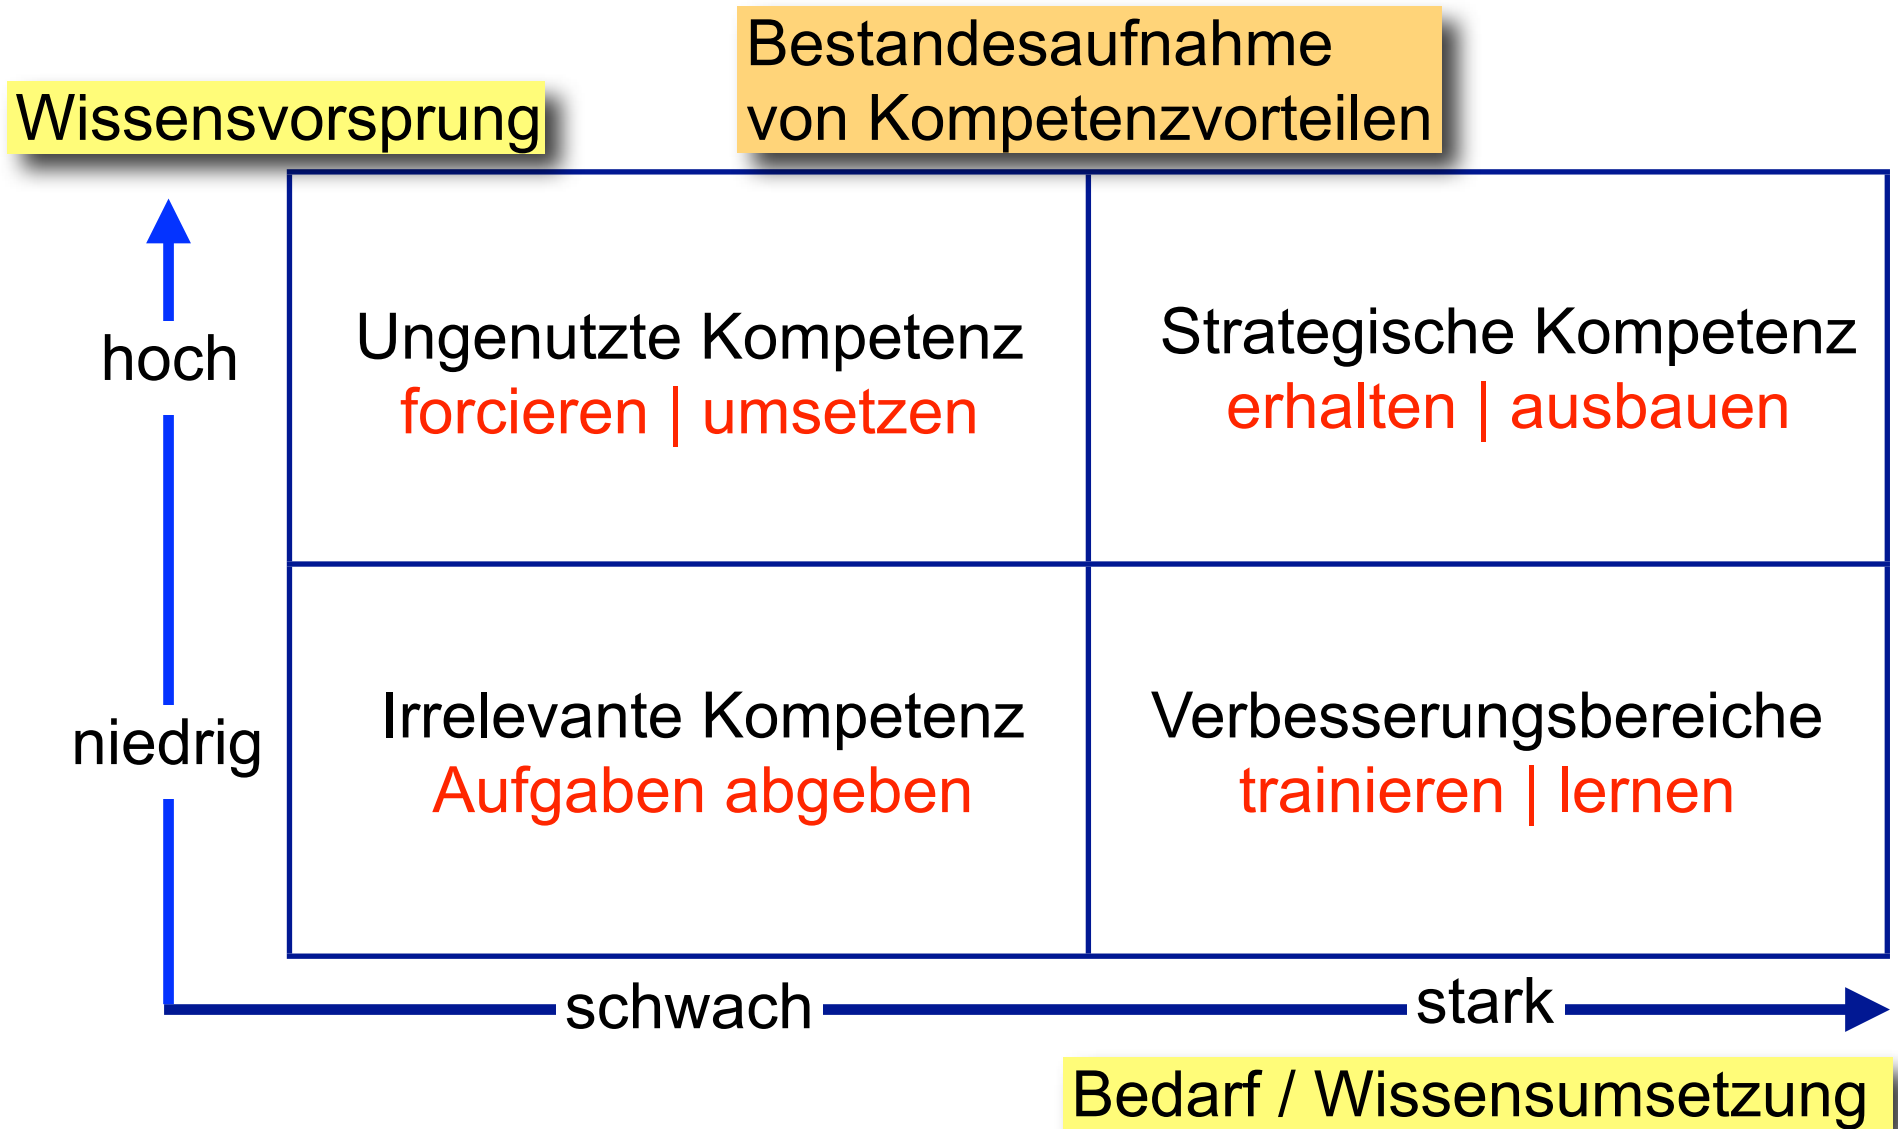 Bestandesaufnahme
von Kompetenzvorteilen
Wissensvorsprung
hoch
Ungenutzte Kompetenz
forcieren | umsetzen
Strategische Kompetenz
erhalten | ausbauen
niedrig
Irrelevante Kompetenz
Aufgaben abgeben
Verbesserungsbereiche
trainieren | lernen
schwach
stark
Bedarf / Wissensumsetzung